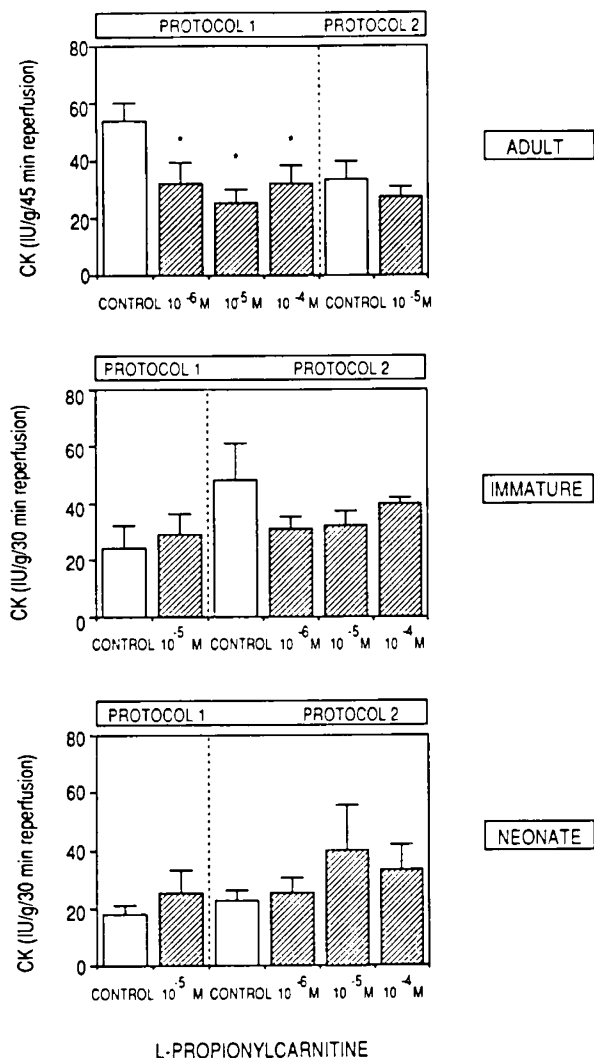 PROTOCOL 1 PROTOCOL 2
80
60
40
20
0
CK (IU/g/45 min reperfusion)
* * *
CONTROL 10⁻⁶ M 10⁻⁵ M 10⁻⁴ M CONTROL 10⁻⁵ M
ADULT
PROTOCOL 1 PROTOCOL 2
80
60
40
20
0
CK (IU/g/30 min reperfusion)
CONTROL 10⁻⁵ M CONTROL 10⁻⁶ M 10⁻⁵ M 10⁻⁴ M
IMMATURE
PROTOCOL 1 PROTOCOL 2
80
60
40
20
0
CK (IU/g/30 min reperfusion)
CONTROL 10⁻⁵ M CONTROL 10⁻⁶ M 10⁻⁵ M 10⁻⁴ M
NEONATE
L-PROPIONYLCARNITINE